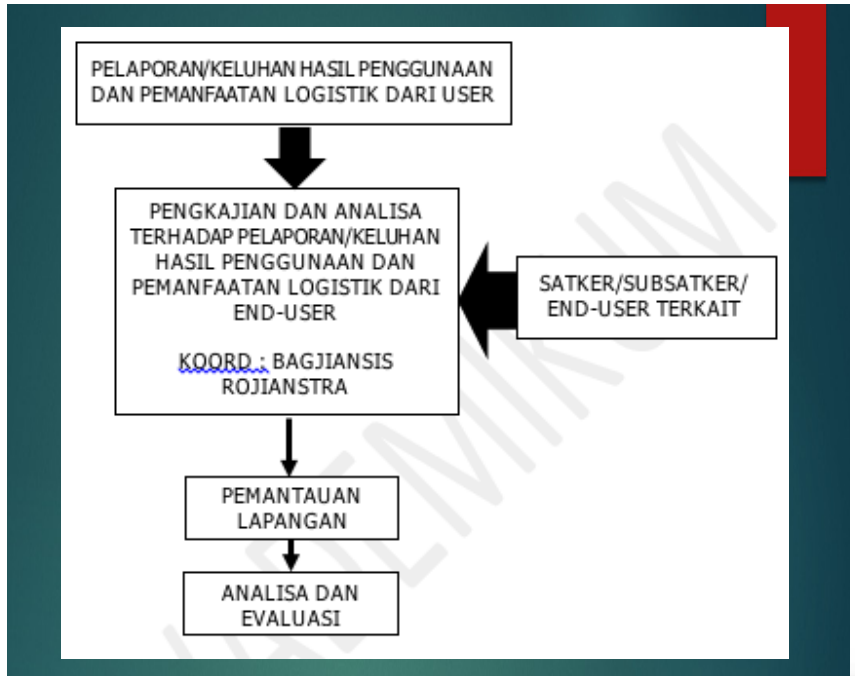 PELAPORAN/KELUHAN HASIL PENGGUNAAN
DAN PEMANFAATAN LOGISTIK DARI USER
PENGKAJIAN DAN ANALISA
TERHADAP PELAPORAN/KELUHAN
HASIL PENGGUNAAN DAN
PEMANFAATAN LOGISTIK DARI
END-USER
KOORD : BAGJIANSIS
ROJIANSTRA
SATKER/SUBSATKER/
END-USER TERKAIT
PEMANTAUAN
LAPANGAN
ANALISA DAN
EVALUASI